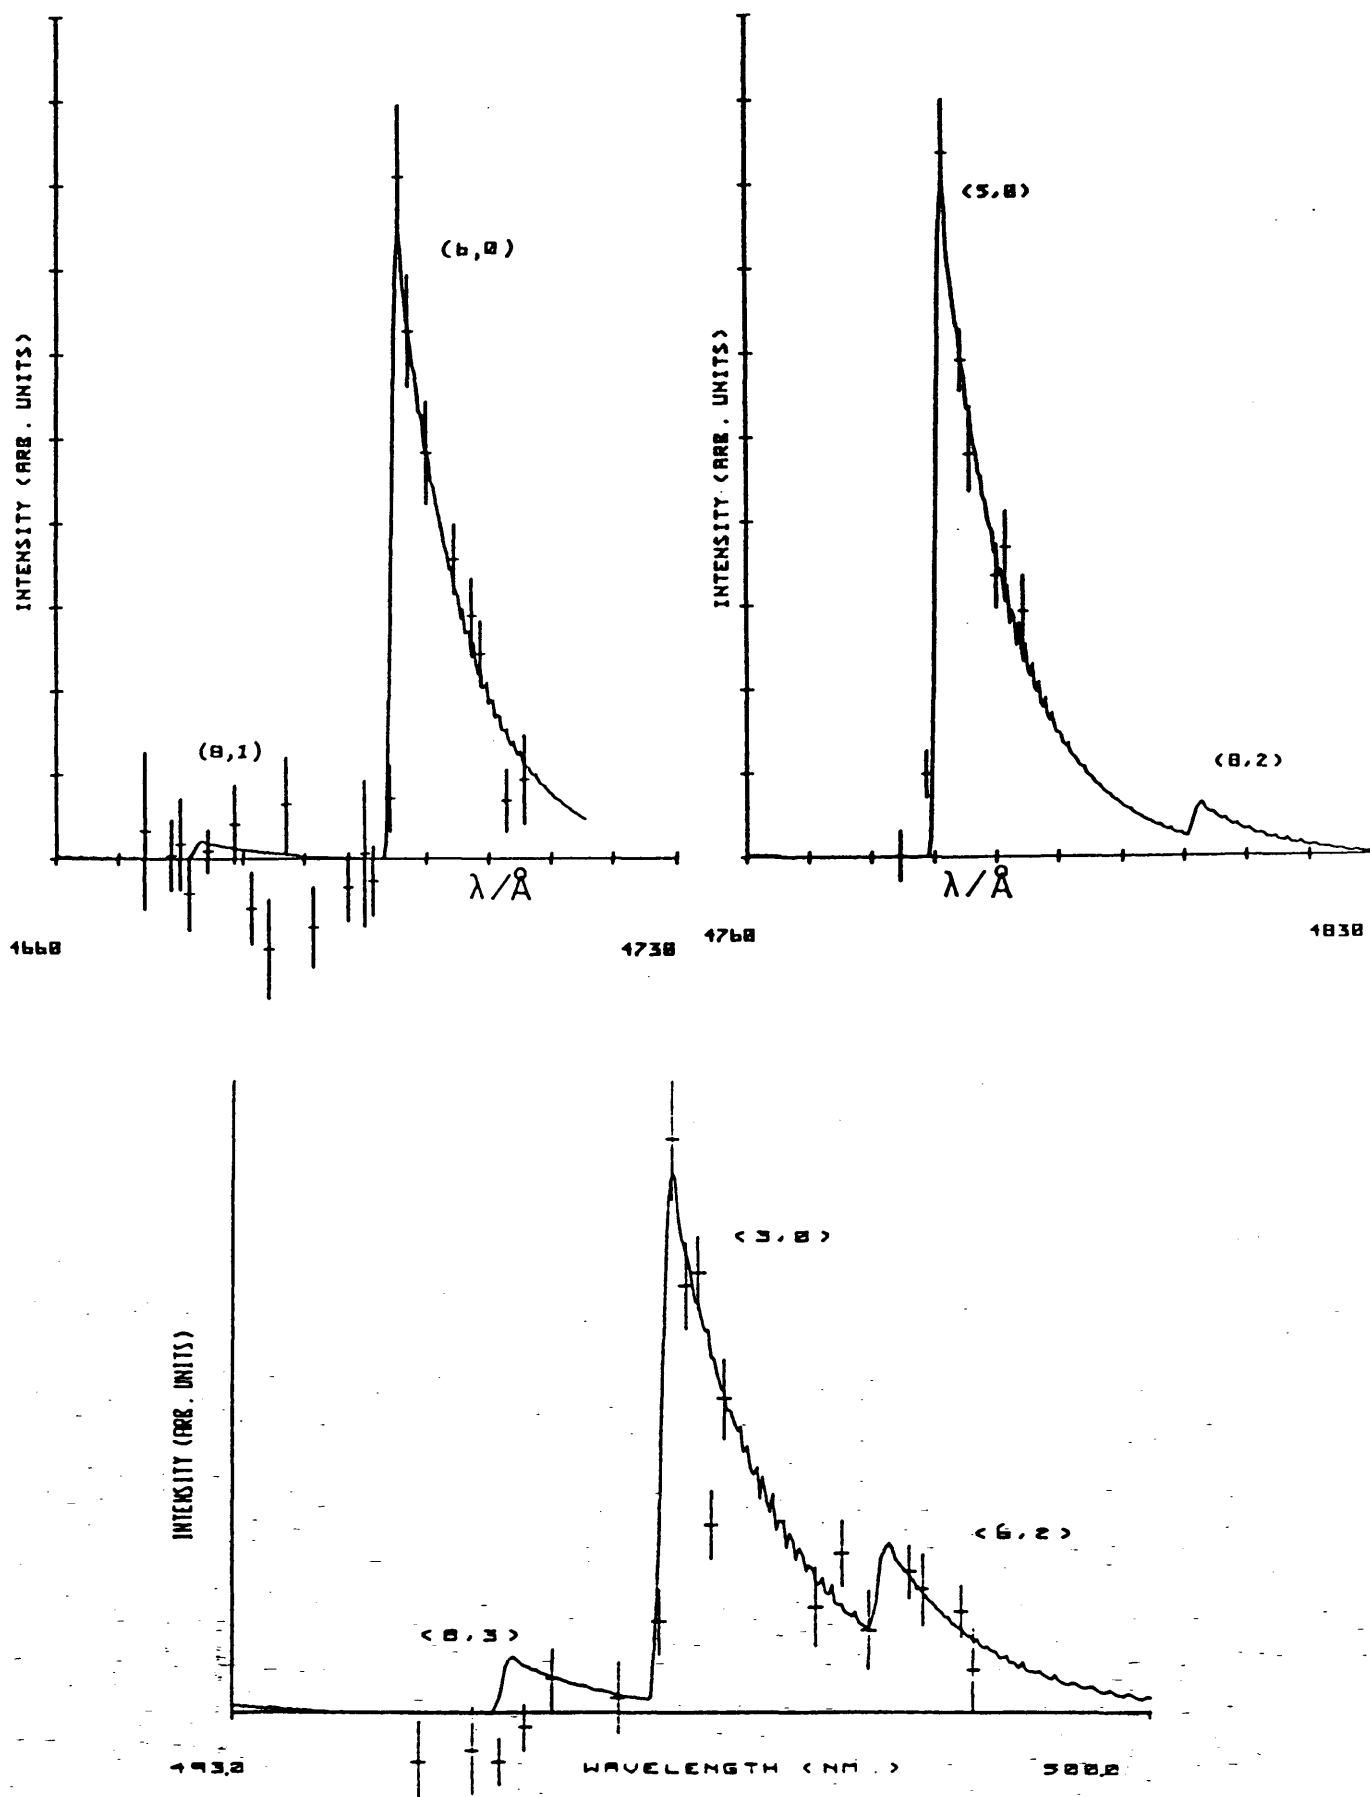 (6,0)
(8,1)
INTENSITY (ARB. UNITS)
λ/Å
4660
4730
(5,0)
(8,2)
INTENSITY (ARB. UNITS)
λ/Å
4760
4830
(3,0)
(6,2)
(8,3)
INTENSITY (ARB. UNITS)
493.0
WAVELENGTH (NM.)
500.0